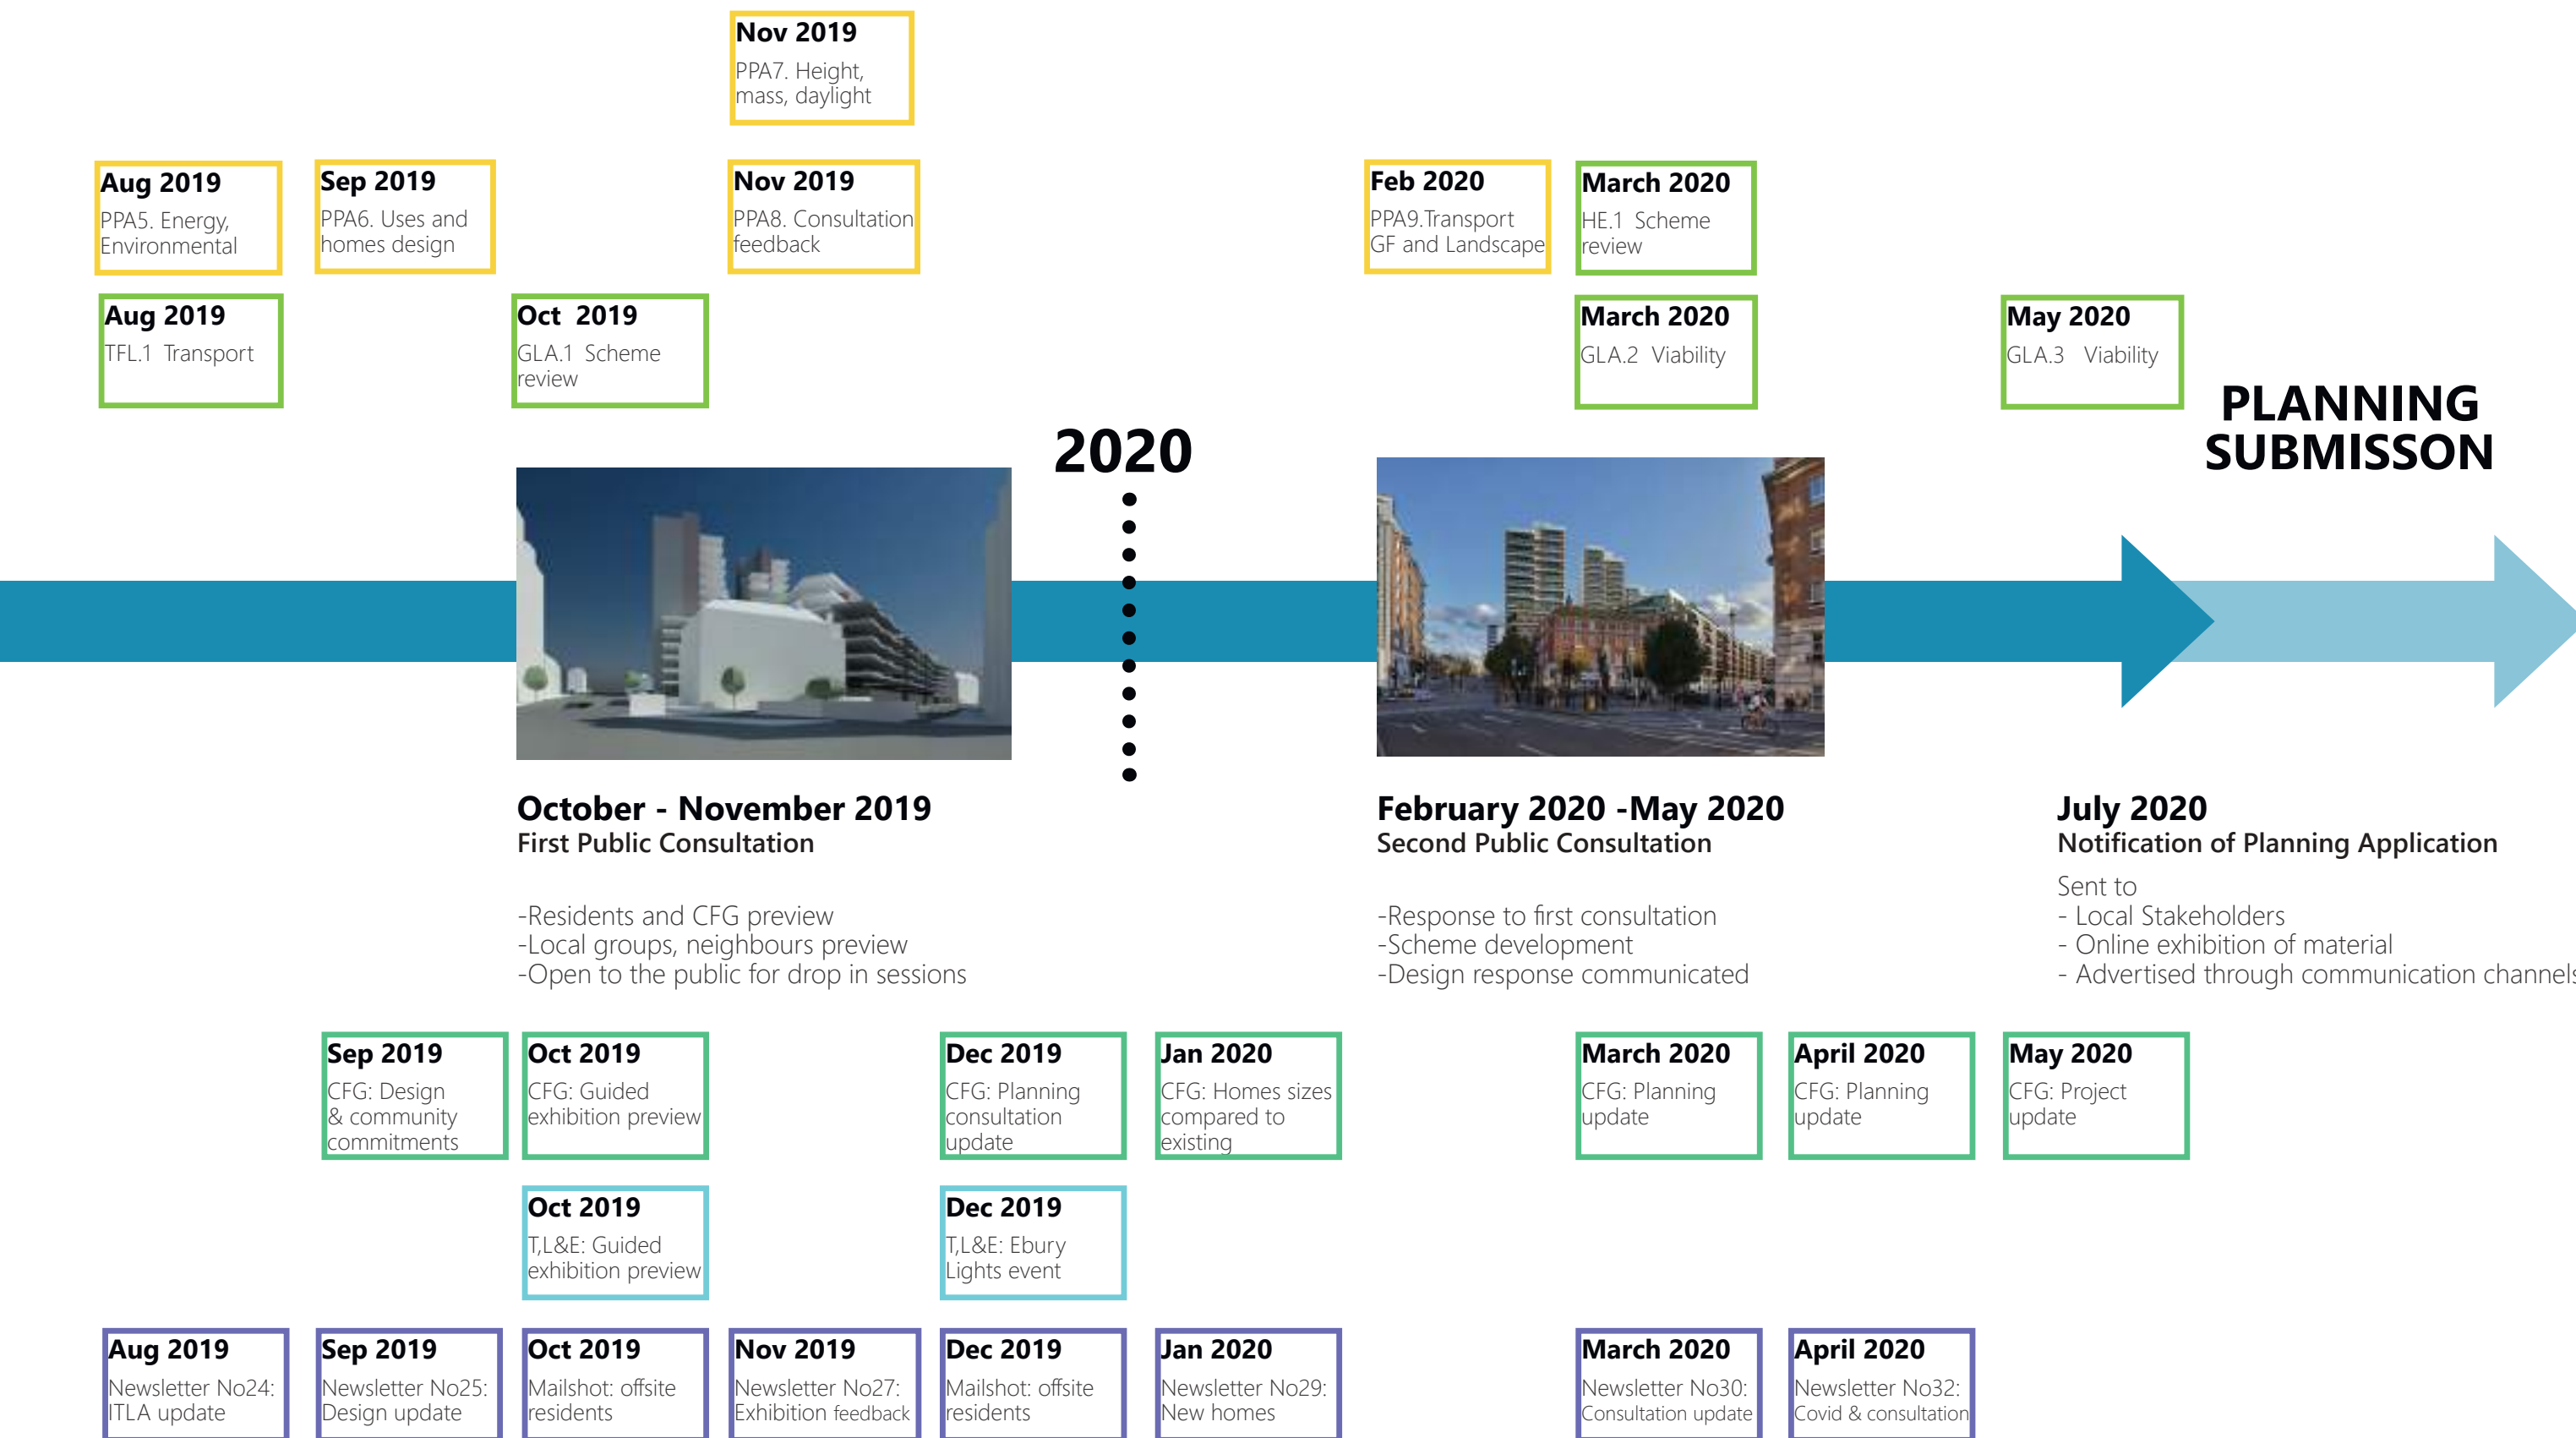 Nov 2019
PPA7. Height,
mass, daylight
Aug 2019
PPA5. Energy,
Environmental
Sep 2019
PPA6. Uses and
homes design
Nov 2019
PPA8. Consultation
feedback
Feb 2020
PPA9.Transport
GF and Landscape
March 2020
HE.1 Scheme
review
Aug 2019
TFL.1 Transport
Oct 2019
GLA.1 Scheme
review
March 2020
GLA.2 Viability
May 2020
GLA.3 Viability
PLANNING
SUBMISSON
2020
October - November 2019
First Public Consultation
-Residents and CFG preview
-Local groups, neighbours preview
-Open to the public for drop in sessions
February 2020 -May 2020
Second Public Consultation
-Response to first consultation
-Scheme development
-Design response communicated
July 2020
Notification of Planning Application
Sent to
- Local Stakeholders
- Online exhibition of material
- Advertised through communication channels
Sep 2019
CFG: Design
& community
commitments
Oct 2019
CFG: Guided
exhibition preview
Dec 2019
CFG: Planning
consultation
update
Jan 2020
CFG: Homes sizes
compared to
existing
March 2020
CFG: Planning
update
April 2020
CFG: Planning
update
May 2020
CFG: Project
update
Oct 2019
T,L&E: Guided
exhibition preview
Dec 2019
T,L&E: Ebury
Lights event
Aug 2019
Newsletter No24:
ITLA update
Sep 2019
Newsletter No25:
Design update
Oct 2019
Mailshot: offsite
residents
Nov 2019
Newsletter No27:
Exhibition feedback
Dec 2019
Mailshot: offsite
residents
Jan 2020
Newsletter No29:
New homes
March 2020
Newsletter No30:
Consultation update
April 2020
Newsletter No32:
Covid & consultation